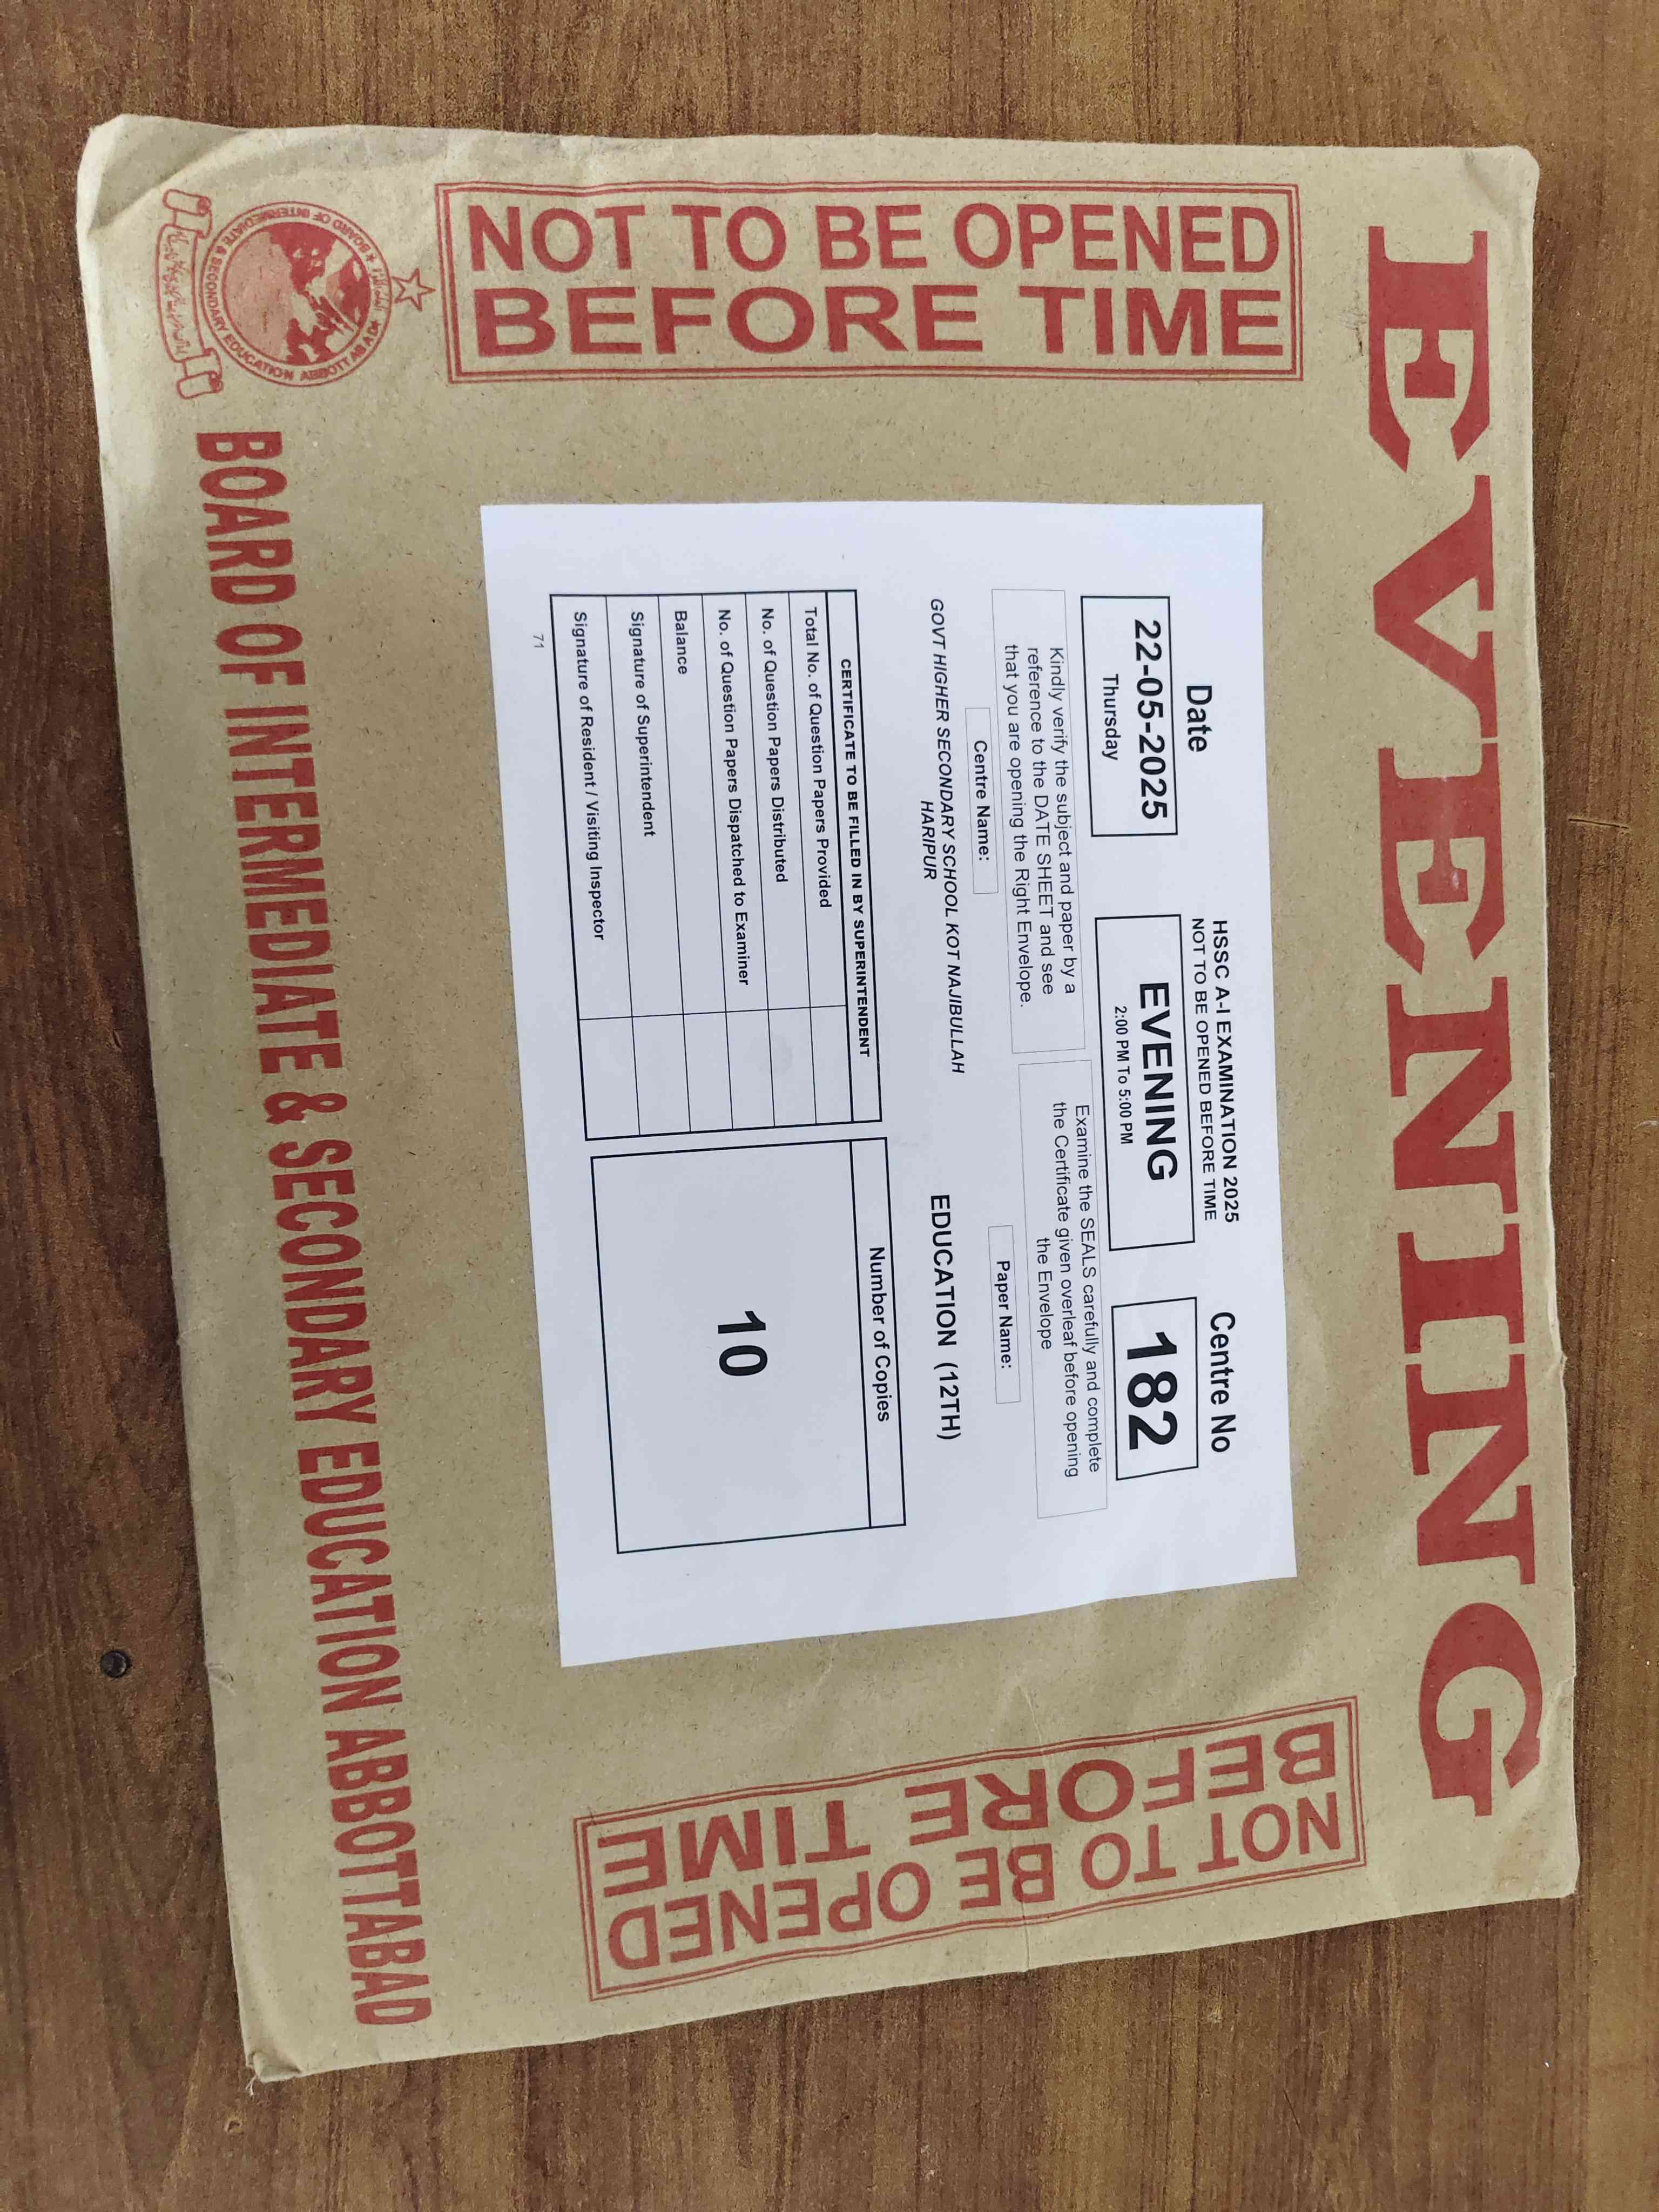 EVENING
NOT TO BE OPENED
BEFORE TIME
Date
22-05-2025
Thursday
HSSC A-I EXAMINATION 2025
NOT TO BE OPENED BEFORE TIME
EVENING
2:00 PM To 5:00 PM
Centre No
182
Kindly verify the subject and paper by a
reference to the DATE SHEET and see
that you are opening the Right Envelope.
Examine the SEALS carefully and complete
the Certificate given overleaf before opening
the Envelope
Centre Name:
GOVT HIGHER SECONDARY SCHOOL KOT NAJIBULLAH
HARIPUR
Paper Name:
EDUCATION (12TH)
CERTIFICATE TO BE FILLED IN BY SUPERINTENDENT
Total No. of Question Papers Provided
No. of Question Papers Distributed
No. of Question Papers Dispatched to Examiner
Balance
Signature of Superintendent
Signature of Resident / Visiting Inspector
71
Number of Copies
10
NOT TO BE OPENED
BEFORE TIME
BOARD OF INTERMEDIATE & SECONDARY EDUCATION ABBOTTABAD
BOARD OF INTERMEDIATE & SECONDARY EDUCATION ABBOTTABAD